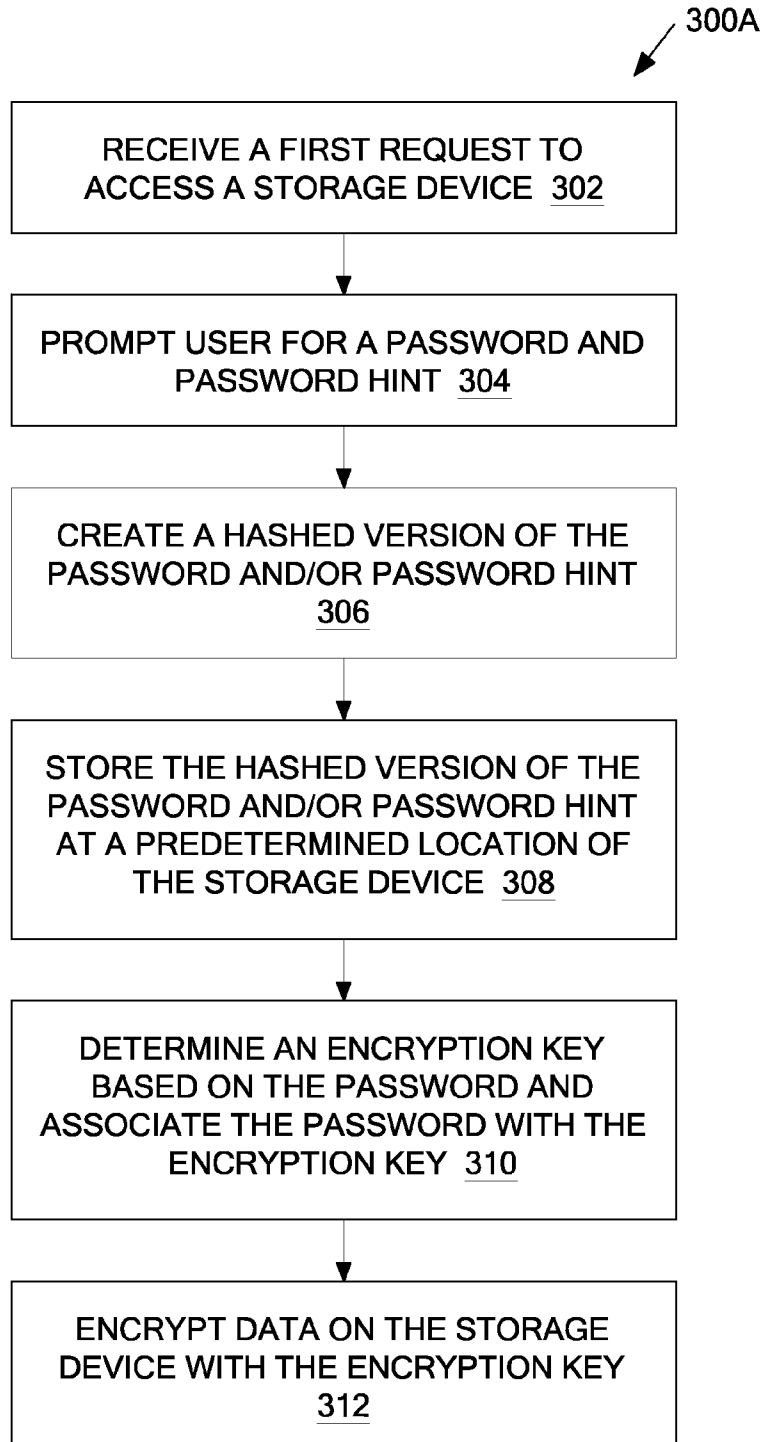 300A
RECEIVE A FIRST REQUEST TO
ACCESS A STORAGE DEVICE 302
PROMPT USER FOR A PASSWORD AND
PASSWORD HINT 304
CREATE A HASHED VERSION OF THE
PASSWORD AND/OR PASSWORD HINT
306
STORE THE HASHED VERSION OF THE
PASSWORD AND/OR PASSWORD HINT
AT A PREDETERMINED LOCATION OF
THE STORAGE DEVICE 308
DETERMINE AN ENCRYPTION KEY
BASED ON THE PASSWORD AND
ASSOCIATE THE PASSWORD WITH THE
ENCRYPTION KEY 310
ENCRYPT DATA ON THE STORAGE
DEVICE WITH THE ENCRYPTION KEY
312